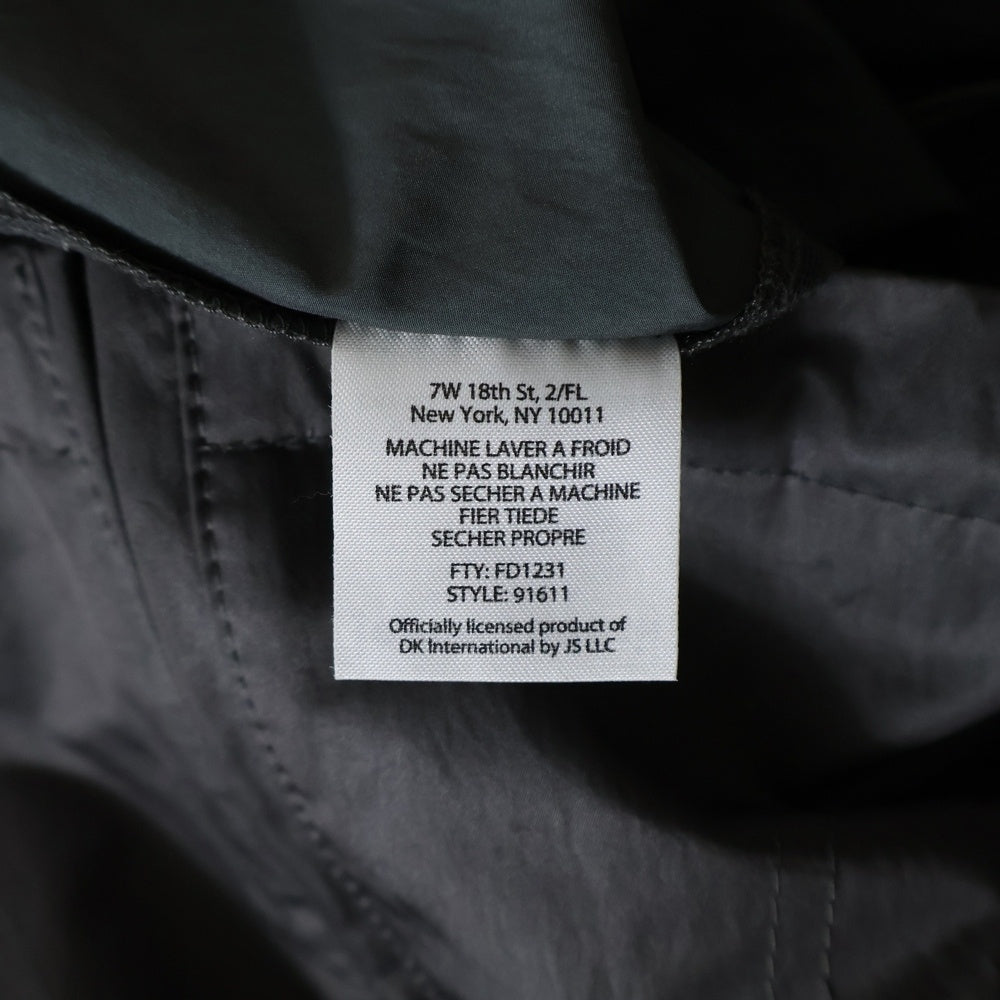 7W 18th St, 2/FL
New York, NY 10011
MACHINE LAVER A FROID
NE PAS BLANCHIR
NE PAS SECHER A MACHINE
FIER TIEDE
SECHER PROPRE
FTY: FD1231
STYLE: 91611
Officially licensed product of
DK International by JS LLC